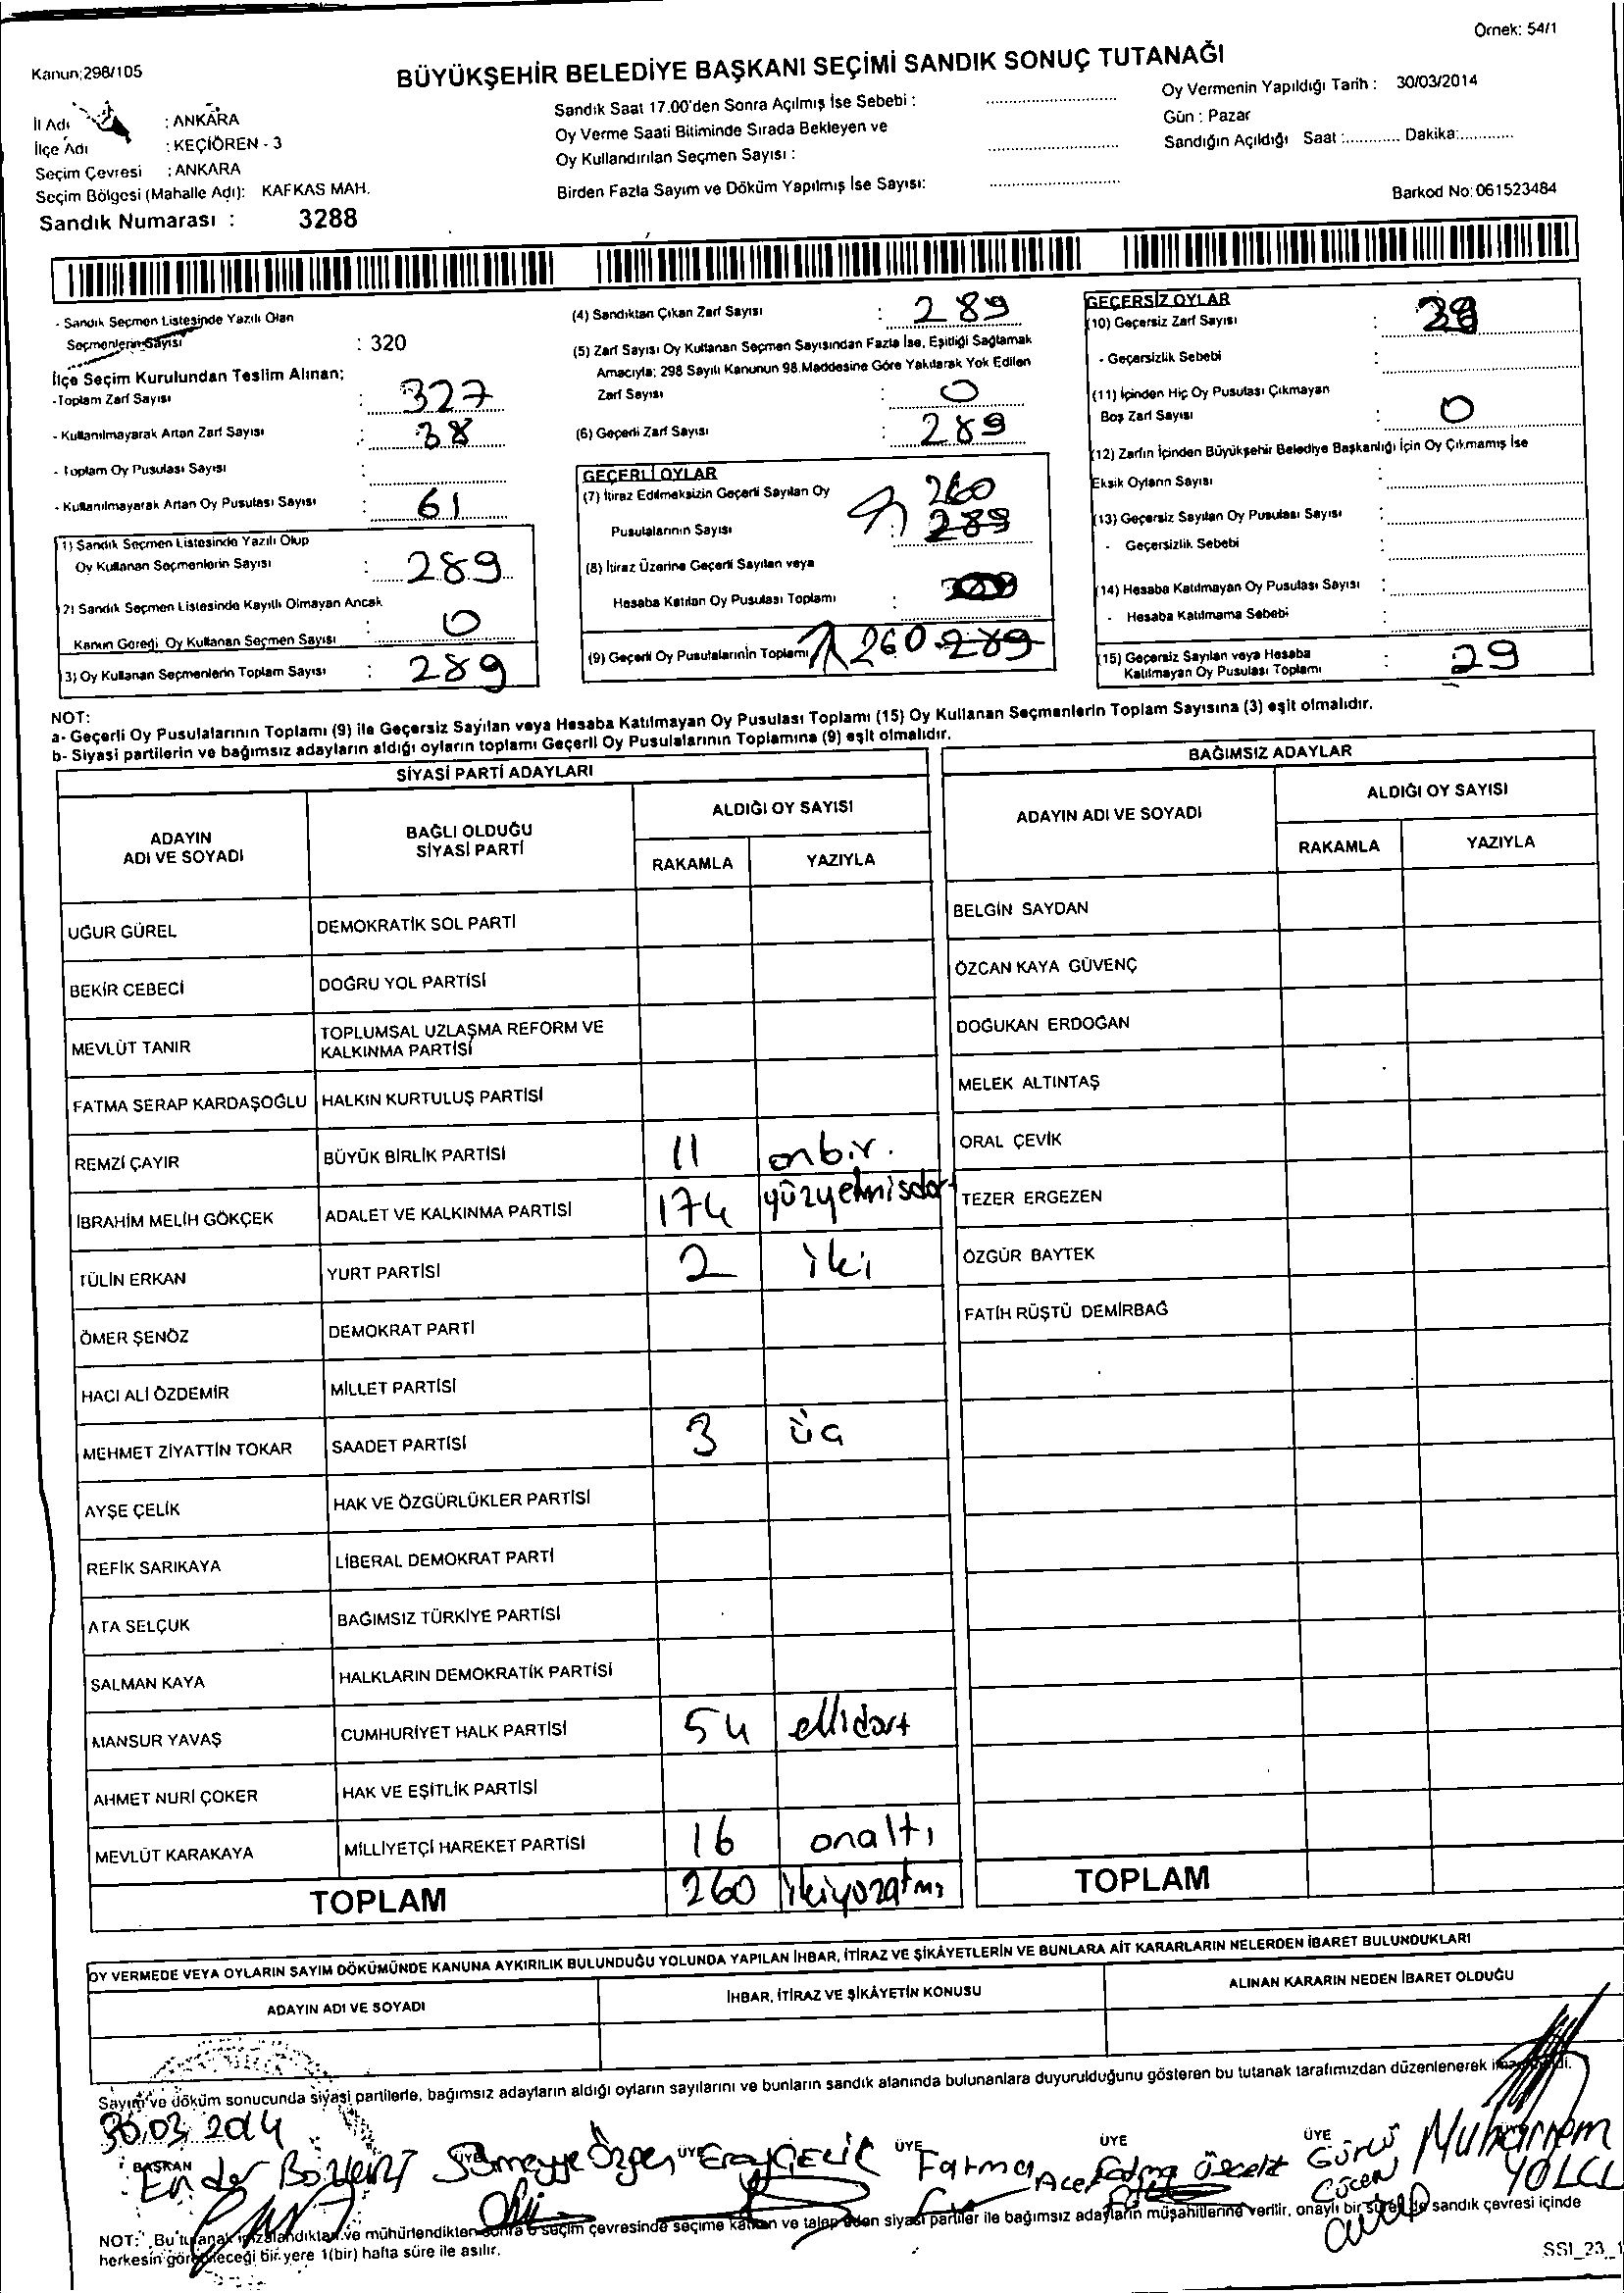 Örnek: 54/1
Kanun:298/105
BÜYÜKŞEHİR BELEDİYE BAŞKANI SEÇİMİ SANDIK SONUÇ TUTANAĞI
İl Adı : ANKARA
İlçe Adı : KEÇİÖREN - 3
Seçim Çevresi : ANKARA
Seçim Bölgesi (Mahalle Adı): KAFKAS MAH.
Sandık Numarası : 3288
Sandık Saat 17.00'den Sonra Açılmış İse Sebebi :
Oy Verme Saati Bitiminde Sırada Bekleyen ve
Oy Kullandırılan Seçmen Sayısı :
Birden Fazla Sayım ve Döküm Yapılmış İse Sayısı:
Oy Vermenin Yapıldığı Tarih : 30/03/2014
Gün : Pazar
Sandığın Açıldığı Saat :............ Dakika:............
Barkod No: 061523484
- Sandık Seçmen Listesinde Yazılı Olan
Seçmenlerin Sayısı : 320
İlçe Seçim Kurulundan Teslim Alınan;
-Toplam Zarf Sayısı : 327
- Kullanılmayarak Artan Zarf Sayısı : 38
- Toplam Oy Pusulası Sayısı :
- Kullanılmayarak Artan Oy Pusulası Sayısı : 61
1) Sandık Seçmen Listesinde Yazılı Olup
Oy Kullanan Seçmenlerin Sayısı : 289
2) Sandık Seçmen Listesinde Kayıtlı Olmayan Ancak
Kanun Gereği Oy Kullanan Seçmen Sayısı : 0
3) Oy Kullanan Seçmenlerin Toplam Sayısı : 289
(4) Sandıktan Çıkan Zarf Sayısı : 289
(5) Zarf Sayısı Oy Kullanan Seçmen Sayısından Fazla İse, Eşitliği Sağlamak
Amacıyla; 298 Sayılı Kanunun 98.Maddesine Göre Yakılarak Yok Edilen
Zarf Sayısı : 0
(6) Geçerli Zarf Sayısı : 289
GEÇERLİ OYLAR
(7) İtiraz Edilmeksizin Geçerli Sayılan Oy 260
Pusulalarının Sayısı : 289
(8) İtiraz Üzerine Geçerli Sayılan veya
Hesaba Katılan Oy Pusulası Toplamı :
(9) Geçerli Oy Pusulalarının Toplamı 260 289
GEÇERSİZ OYLAR
(10) Geçersiz Zarf Sayısı :
- Geçersizlik Sebebi :
(11) İçinden Hiç Oy Pusulası Çıkmayan
Boş Zarf Sayısı : 0
(12) Zarfın İçinden Büyükşehir Belediye Başkanlığı İçin Oy Çıkmamış İse
Eksik Oyların Sayısı :
(13) Geçersiz Sayılan Oy Pusulası Sayısı :
- Geçersizlik Sebebi :
(14) Hesaba Katılmayan Oy Pusulası Sayısı :
- Hesaba Katılmama Sebebi :
(15) Geçersiz Sayılan veya Hesaba
Katılmayan Oy Pusulası Toplamı : 29
NOT:
a- Geçerli Oy Pusulalarının Toplamı (9) ile Geçersiz Sayılan veya Hesaba Katılmayan Oy Pusulası Toplamı (15) Oy Kullanan Seçmenlerin Toplam Sayısına (3) eşit olmalıdır.
b- Siyasi partilerin ve bağımsız adayların aldığı oyların toplamı Geçerli Oy Pusulalarının Toplamına (9) eşit olmalıdır.
SİYASİ PARTİ ADAYLARI
ADAYIN ADI VE SOYADI
BAĞLI OLDUĞU SİYASİ PARTİ
ALDIĞI OY SAYISI
RAKAMLA YAZIYLA
UĞUR GÜREL DEMOKRATİK SOL PARTİ
BEKİR CEBECİ DOĞRU YOL PARTİSİ
MEVLÜT TANIR TOPLUMSAL UZLAŞMA REFORM VE KALKINMA PARTİSİ
FATMA SERAP KARDAŞOĞLU HALKIN KURTULUŞ PARTİSİ
REMZİ ÇAYIR BÜYÜK BİRLİK PARTİSİ 11 onbir.
İBRAHİM MELİH GÖKÇEK ADALET VE KALKINMA PARTİSİ 174 yüzyetmisdört
TÜLİN ERKAN YURT PARTİSİ 2 iki
ÖMER ŞENÖZ DEMOKRAT PARTİ
HACI ALİ ÖZDEMİR MİLLET PARTİSİ
MEHMET ZİYATTİN TOKAR SAADET PARTİSİ 3 üç
AYŞE ÇELİK HAK VE ÖZGÜRLÜKLER PARTİSİ
REFİK SARIKAYA LİBERAL DEMOKRAT PARTİ
ATA SELÇUK BAĞIMSIZ TÜRKİYE PARTİSİ
SALMAN KAYA HALKLARIN DEMOKRATİK PARTİSİ
MANSUR YAVAŞ CUMHURİYET HALK PARTİSİ 54 ellidört
AHMET NURİ ÇOKER HAK VE EŞİTLİK PARTİSİ
MEVLÜT KARAKAYA MİLLİYETÇİ HAREKET PARTİSİ 16 onaltı
TOPLAM 260 ikiyüzatmı
BAĞIMSIZ ADAYLAR
ADAYIN ADI VE SOYADI
ALDIĞI OY SAYISI
RAKAMLA YAZIYLA
BELGİN SAYDAN
ÖZCAN KAYA GÜVENÇ
DOĞUKAN ERDOĞAN
MELEK ALTINTAŞ
ORAL ÇEVİK
TEZER ERGEZEN
ÖZGÜR BAYTEK
FATİH RÜŞTÜ DEMİRBAĞ
TOPLAM
OY VERMEDE VEYA OYLARIN SAYIM DÖKÜMÜNDE KANUNA AYKIRILIK BULUNDUĞU YOLUNDA YAPILAN İHBAR, İTİRAZ VE ŞİKÂYETLERİN VE BUNLARA AİT KARARLARIN NELERDEN İBARET BULUNDUKLARI
ADAYIN ADI VE SOYADI İHBAR, İTİRAZ VE ŞİKÂYETİN KONUSU ALINAN KARARIN NEDEN İBARET OLDUĞU
Sayım ve döküm sonucunda siyasi partilerle, bağımsız adayların aldığı oyların sayılarını ve bunların sandık alanında bulunanlara duyurulduğunu gösteren bu tutanak tarafımızdan düzenlenerek
30.03.2014
BAŞKAN ÜYE ÜYE ÜYE ÜYE
Ender Sümeyye Fatma Acer Fatma Muharrem
NOT: Bu tutanak imzalandıktan ve mühürlendikten sonra o seçim çevresinde seçime katılan ve talep eden siyasi partiler ile bağımsız adayların müşahitlerine verilir, onaylı bir sureti de sandık çevresi içinde
herkesin görebileceği bir yere 1(bir) hafta süre ile asılır.
SSI_23_1